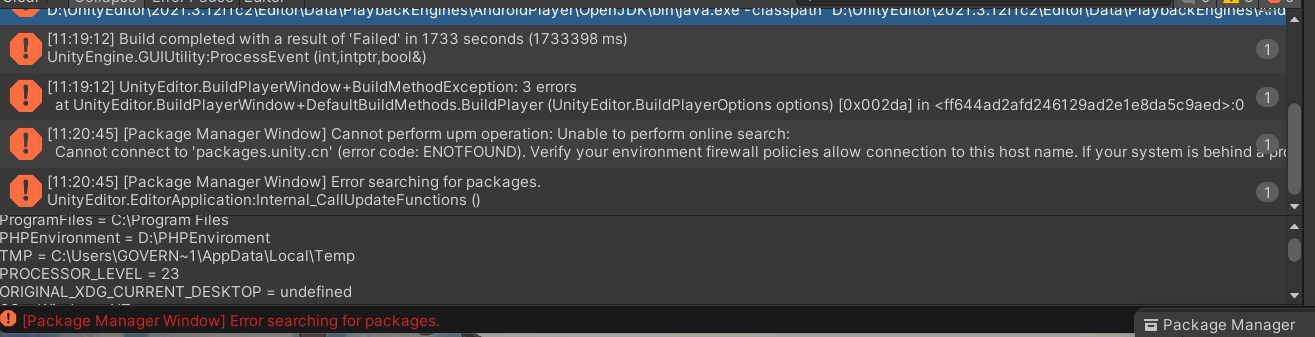 Clear Collapse Error Pause Editor
D:\UnityEditor\2021.3.12f1c2\Editor\Data\PlaybackEngines\AndroidPlayer\OpenJDK\bin\java.exe -classpath "D:\UnityEditor\2021.3.12f1c2\Editor\Data\PlaybackEngines\And
[11:19:12] Build completed with a result of 'Failed' in 1733 seconds (1733398 ms)
UnityEngine.GUIUtility:ProcessEvent (int,intptr,bool&)
1
[11:19:12] UnityEditor.BuildPlayerWindow+BuildMethodException: 3 errors
at UnityEditor.BuildPlayerWindow+DefaultBuildMethods.BuildPlayer (UnityEditor.BuildPlayerOptions options) [0x002da] in <ff644ad2afd246129ad2e1e8da5c9aed>:0
1
[11:20:45] [Package Manager Window] Cannot perform upm operation: Unable to perform online search:
Cannot connect to 'packages.unity.cn' (error code: ENOTFOUND). Verify your environment firewall policies allow connection to this host name. If your system is behind a pro
1
[11:20:45] [Package Manager Window] Error searching for packages.
UnityEditor.EditorApplication:Internal_CallUpdateFunctions ()
1
ProgramFiles = C:\Program Files
PHPEnvironment = D:\PHPEnviroment
TMP = C:\Users\GOVERN~1\AppData\Local\Temp
PROCESSOR_LEVEL = 23
ORIGINAL_XDG_CURRENT_DESKTOP = undefined
[Package Manager Window] Error searching for packages.
Package Manager